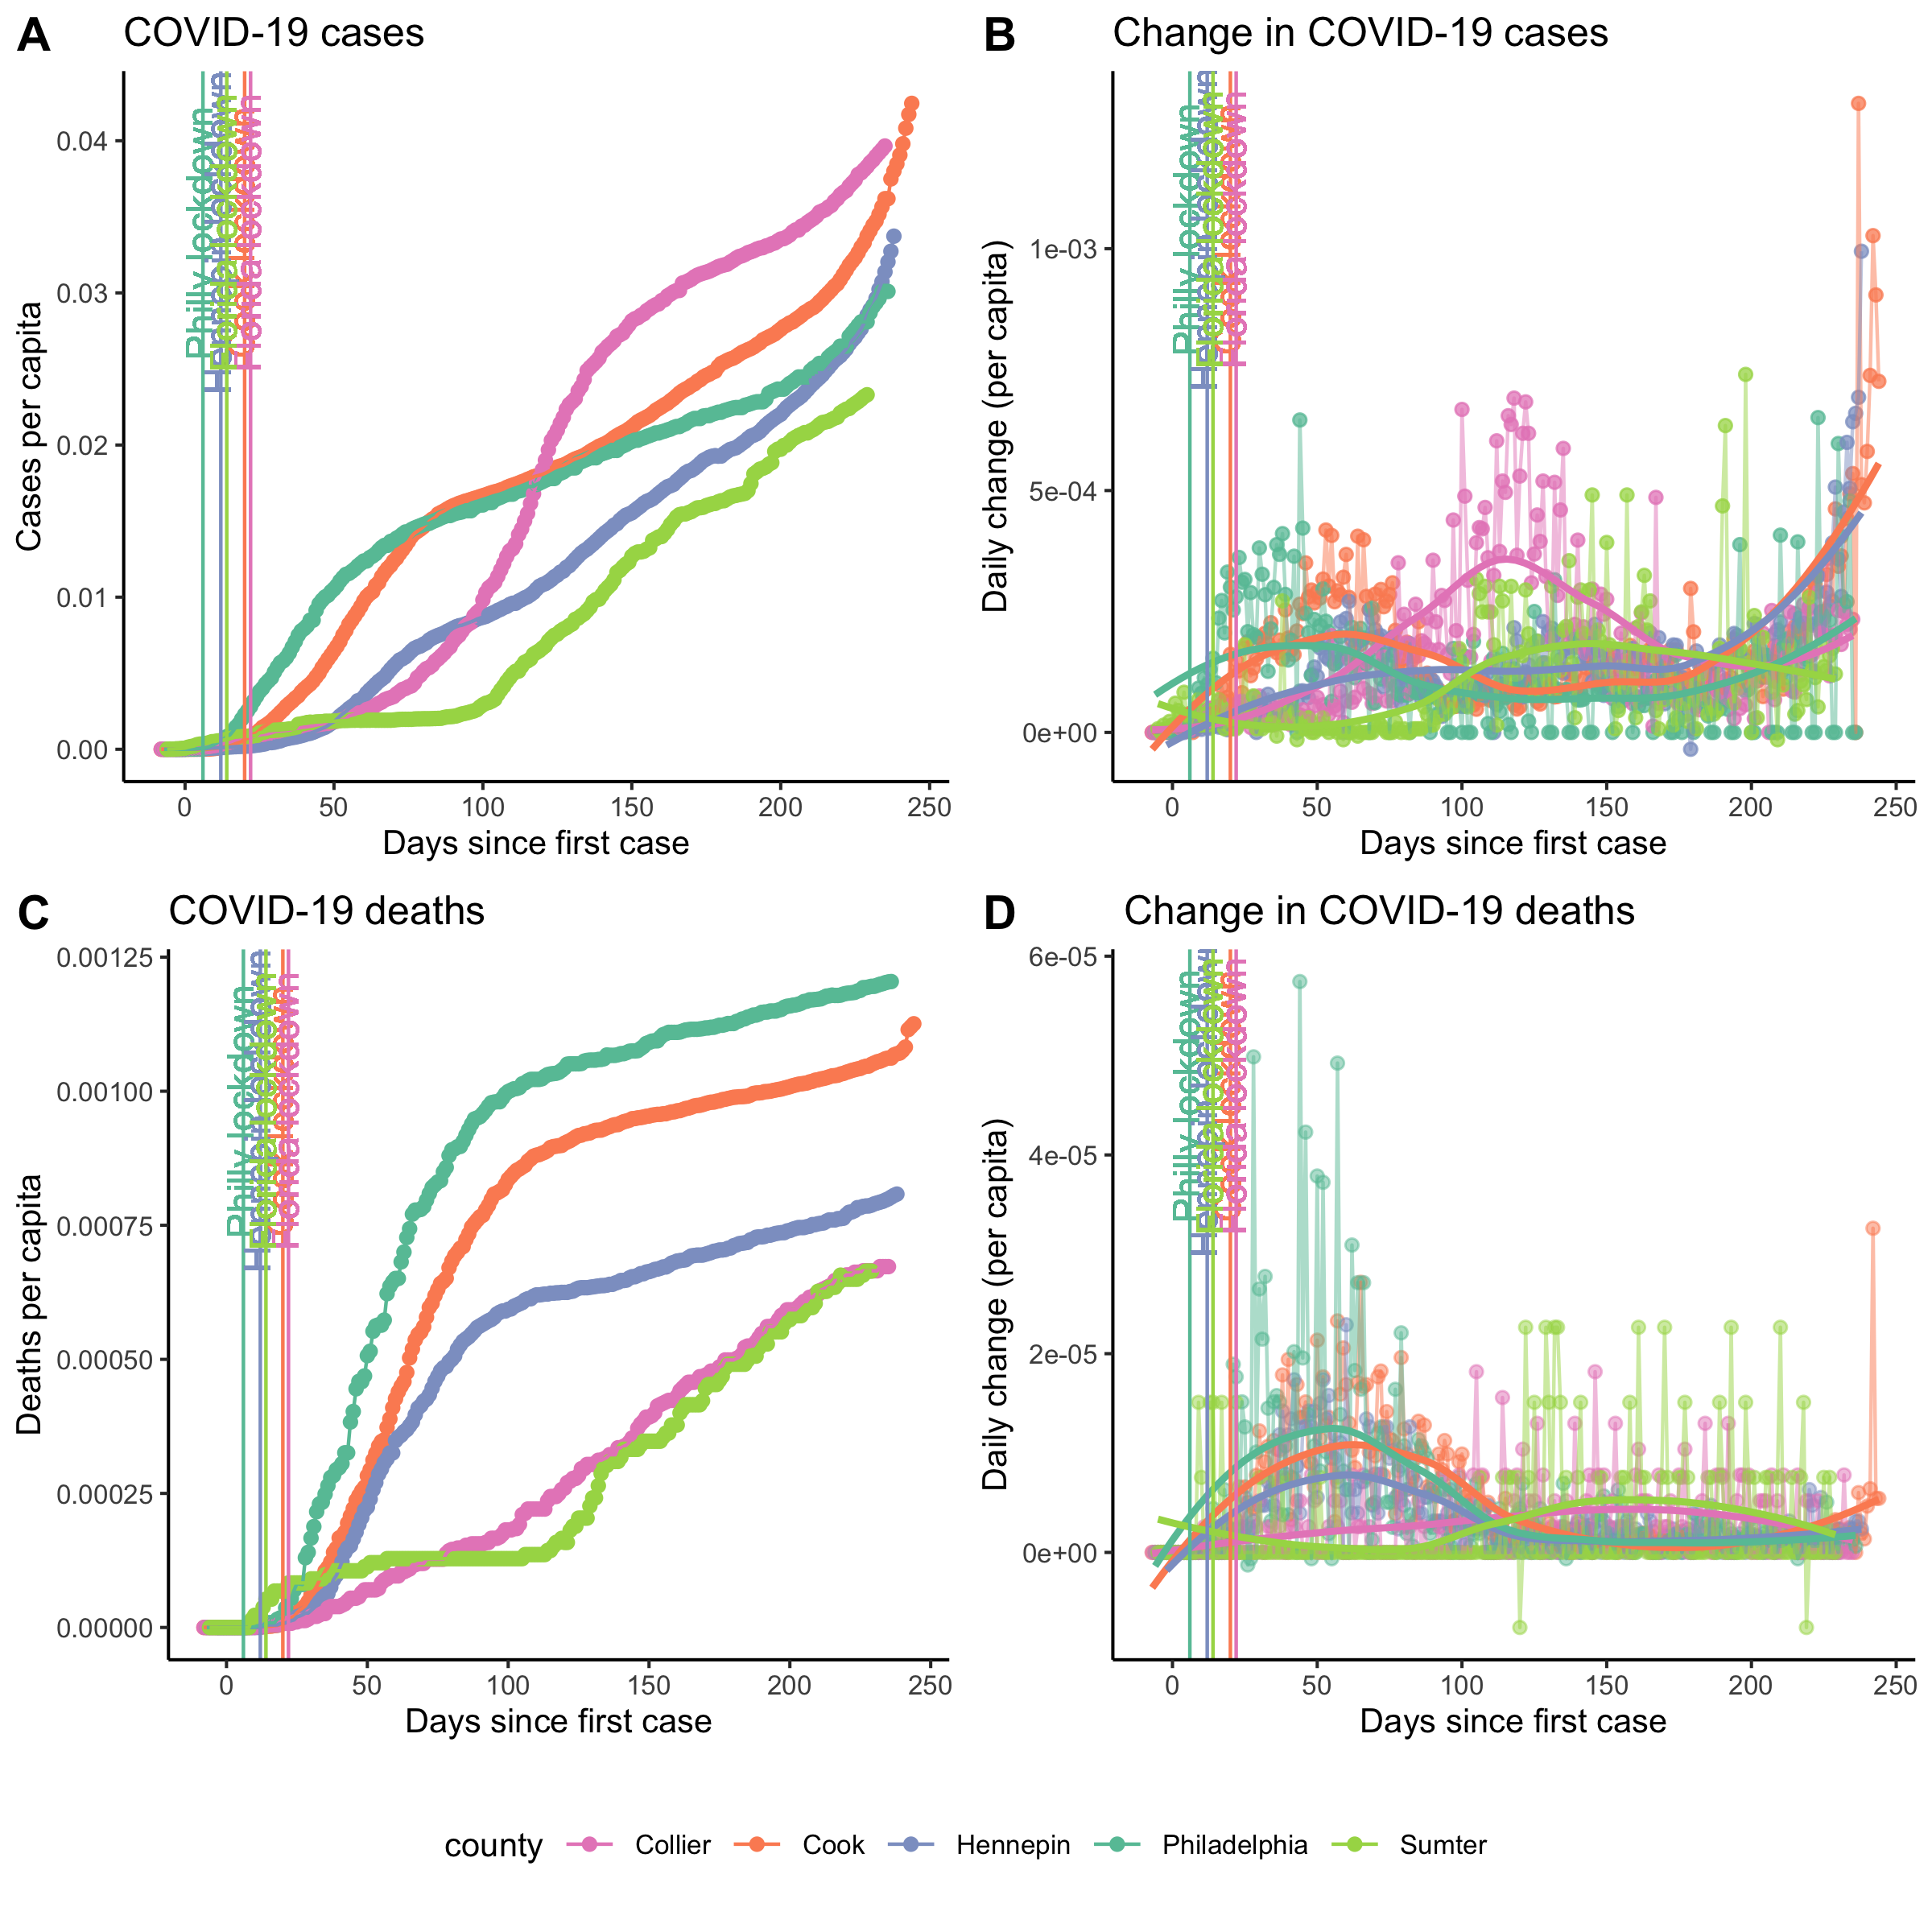 A COVID-19 cases
Cases per capita
0.04
0.03
0.02
0.01
0.00
Philly lockdown
0 50 100 150 200 250
Days since first case
B Change in COVID-19 cases
Daily change (per capita)
1e-03
5e-04
0e+00
Philly lockdown
0 50 100 150 200 250
Days since first case
C COVID-19 deaths
Deaths per capita
0.00125
0.00100
0.00075
0.00050
0.00025
0.00000
Philly lockdown
0 50 100 150 200 250
Days since first case
D Change in COVID-19 deaths
Daily change (per capita)
6e-05
4e-05
2e-05
0e+00
Philly lockdown
0 50 100 150 200 250
Days since first case
county Collier Cook Hennepin Philadelphia Sumter